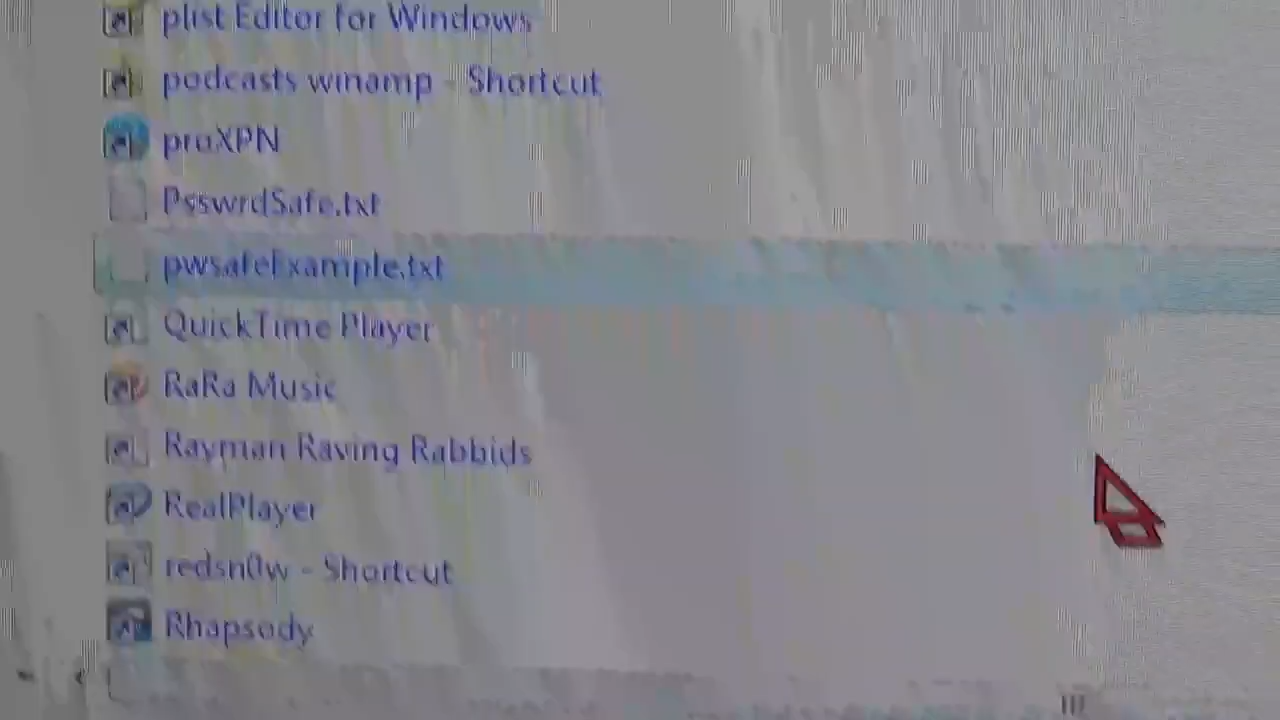 plist Editor for Windows
podcasts winamp - Shortcut
proXPN
PsswrdSafe.txt
pwsafeExample.txt
QuickTime Player
RaRa Music
Rayman Raving Rabbids
RealPlayer
redsn0w - Shortcut
Rhapsody